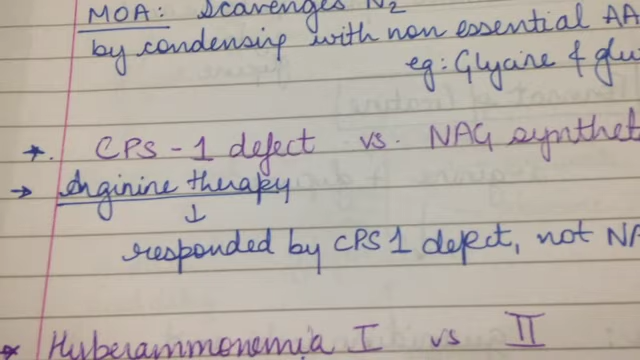 MOA: Scavenges N2
by condensing with non essential AA
eg: Glycine & glu
*. CPS-1 defect vs. NAG synthet
→ Arginine therapy
↓
responded by CPS 1 defect, not NA
* Hyperammonemia I vs II